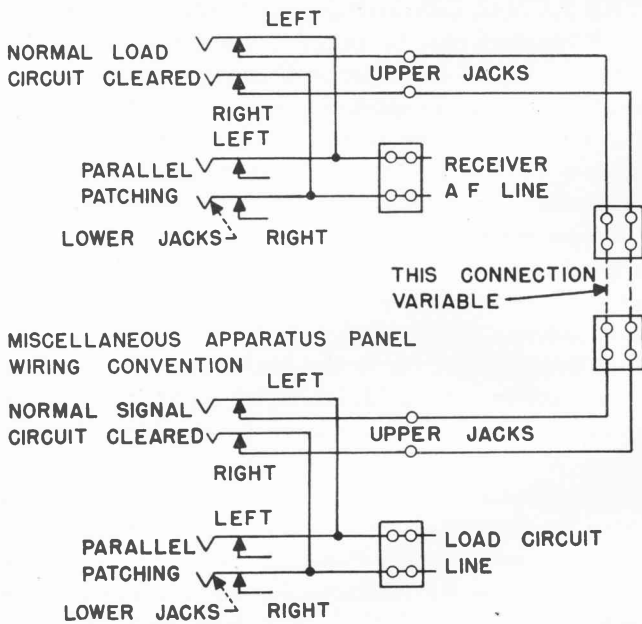 LEFT
NORMAL LOAD
CIRCUIT CLEARED
UPPER JACKS
RIGHT
LEFT
PARALLEL
PATCHING
RECEIVER
A F LINE
LOWER JACKS
RIGHT
THIS CONNECTION
VARIABLE
MISCELLANEOUS APPARATUS PANEL
WIRING CONVENTION
LEFT
NORMAL SIGNAL
CIRCUIT CLEARED
UPPER JACKS
RIGHT
LEFT
PARALLEL
PATCHING
LOAD CIRCUIT
LINE
LOWER JACKS
RIGHT